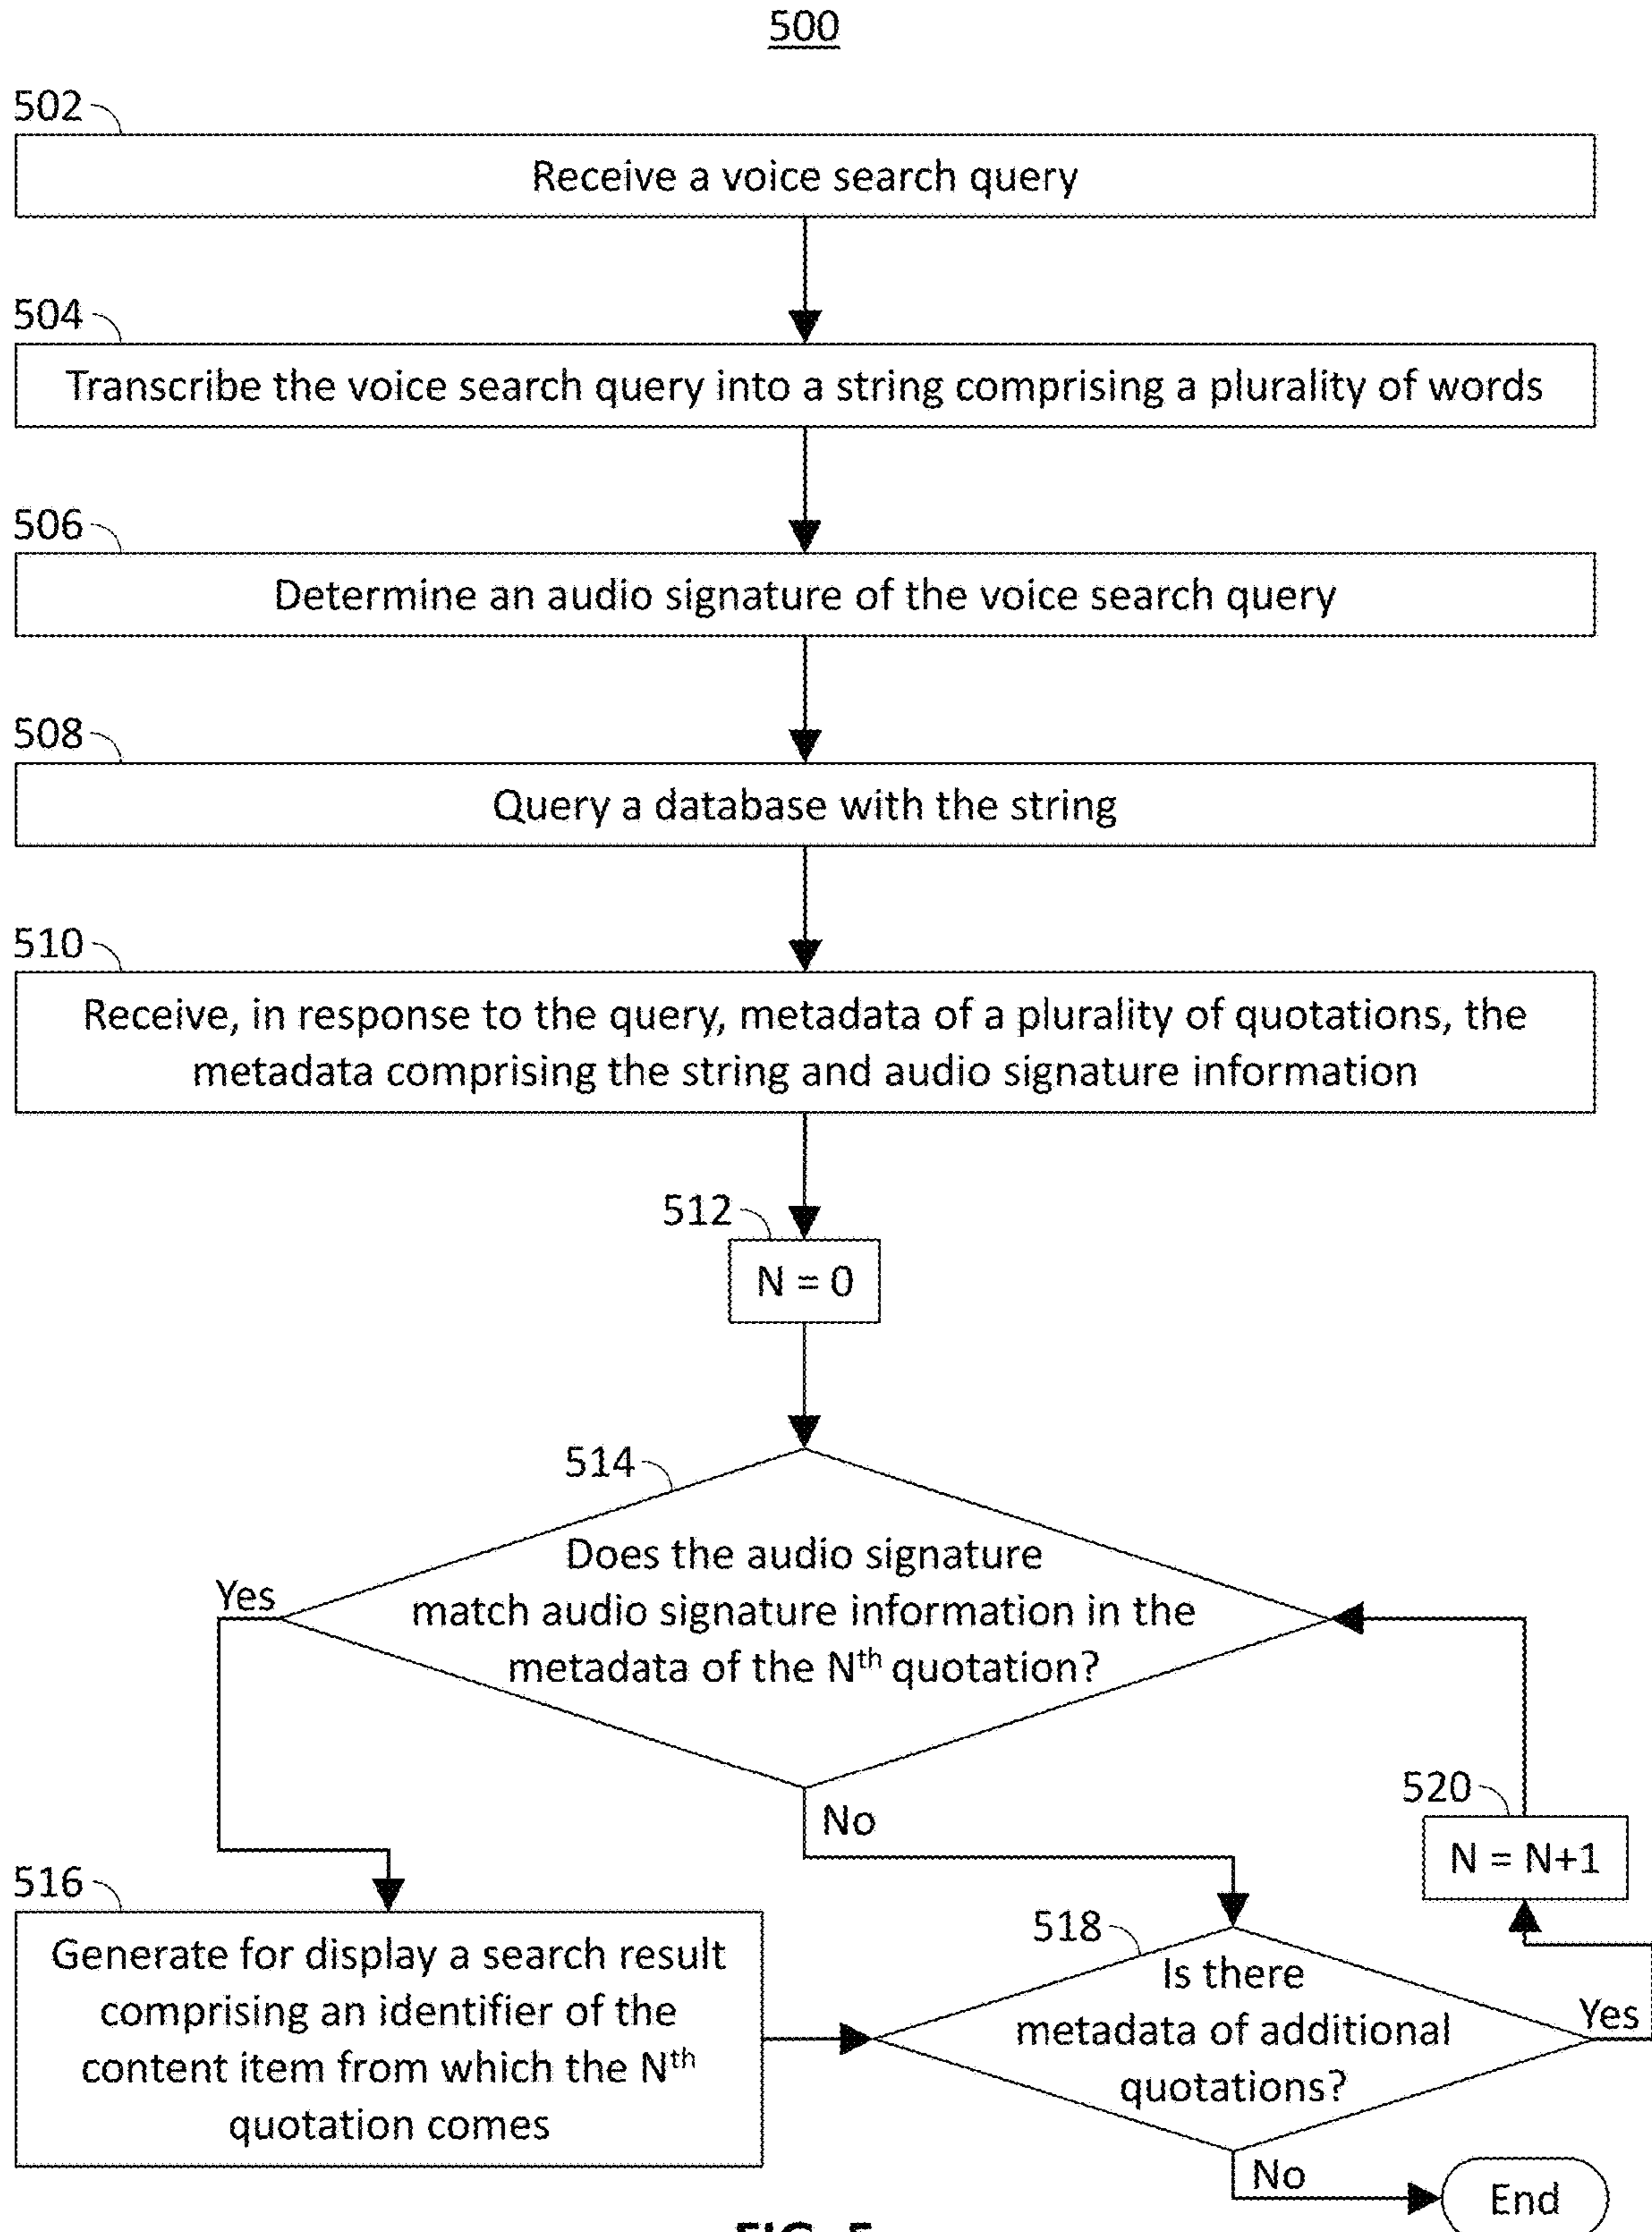 500
502
Receive a voice search query
504
Transcribe the voice search query into a string comprising a plurality of words
506
Determine an audio signature of the voice search query
508
Query a database with the string
510
Receive, in response to the query, metadata of a plurality of quotations, the
metadata comprising the string and audio signature information
512
N = 0
514
Does the audio signature
match audio signature information in the
metadata of the Nth quotation?
Yes
No
520
N = N+1
516
Generate for display a search result
comprising an identifier of the
content item from which the Nth
quotation comes
518
Is there
metadata of additional
quotations?
Yes
No
End